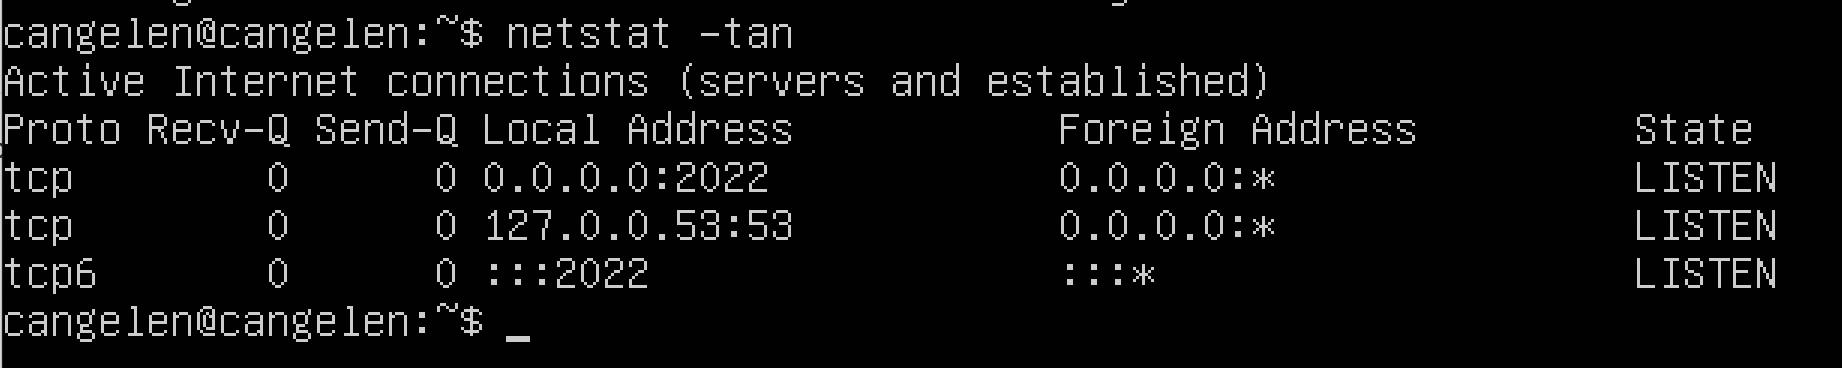 cangelen@cangelen:~$ netstat -tan
Active Internet connections (servers and established)
Proto Recv-Q Send-Q Local Address           Foreign Address         State
tcp        0      0 0.0.0.0:2022            0.0.0.0:*               LISTEN
tcp        0      0 127.0.0.53:53           0.0.0.0:*               LISTEN
tcp6       0      0 :::2022                 :::*                    LISTEN
cangelen@cangelen:~$ _